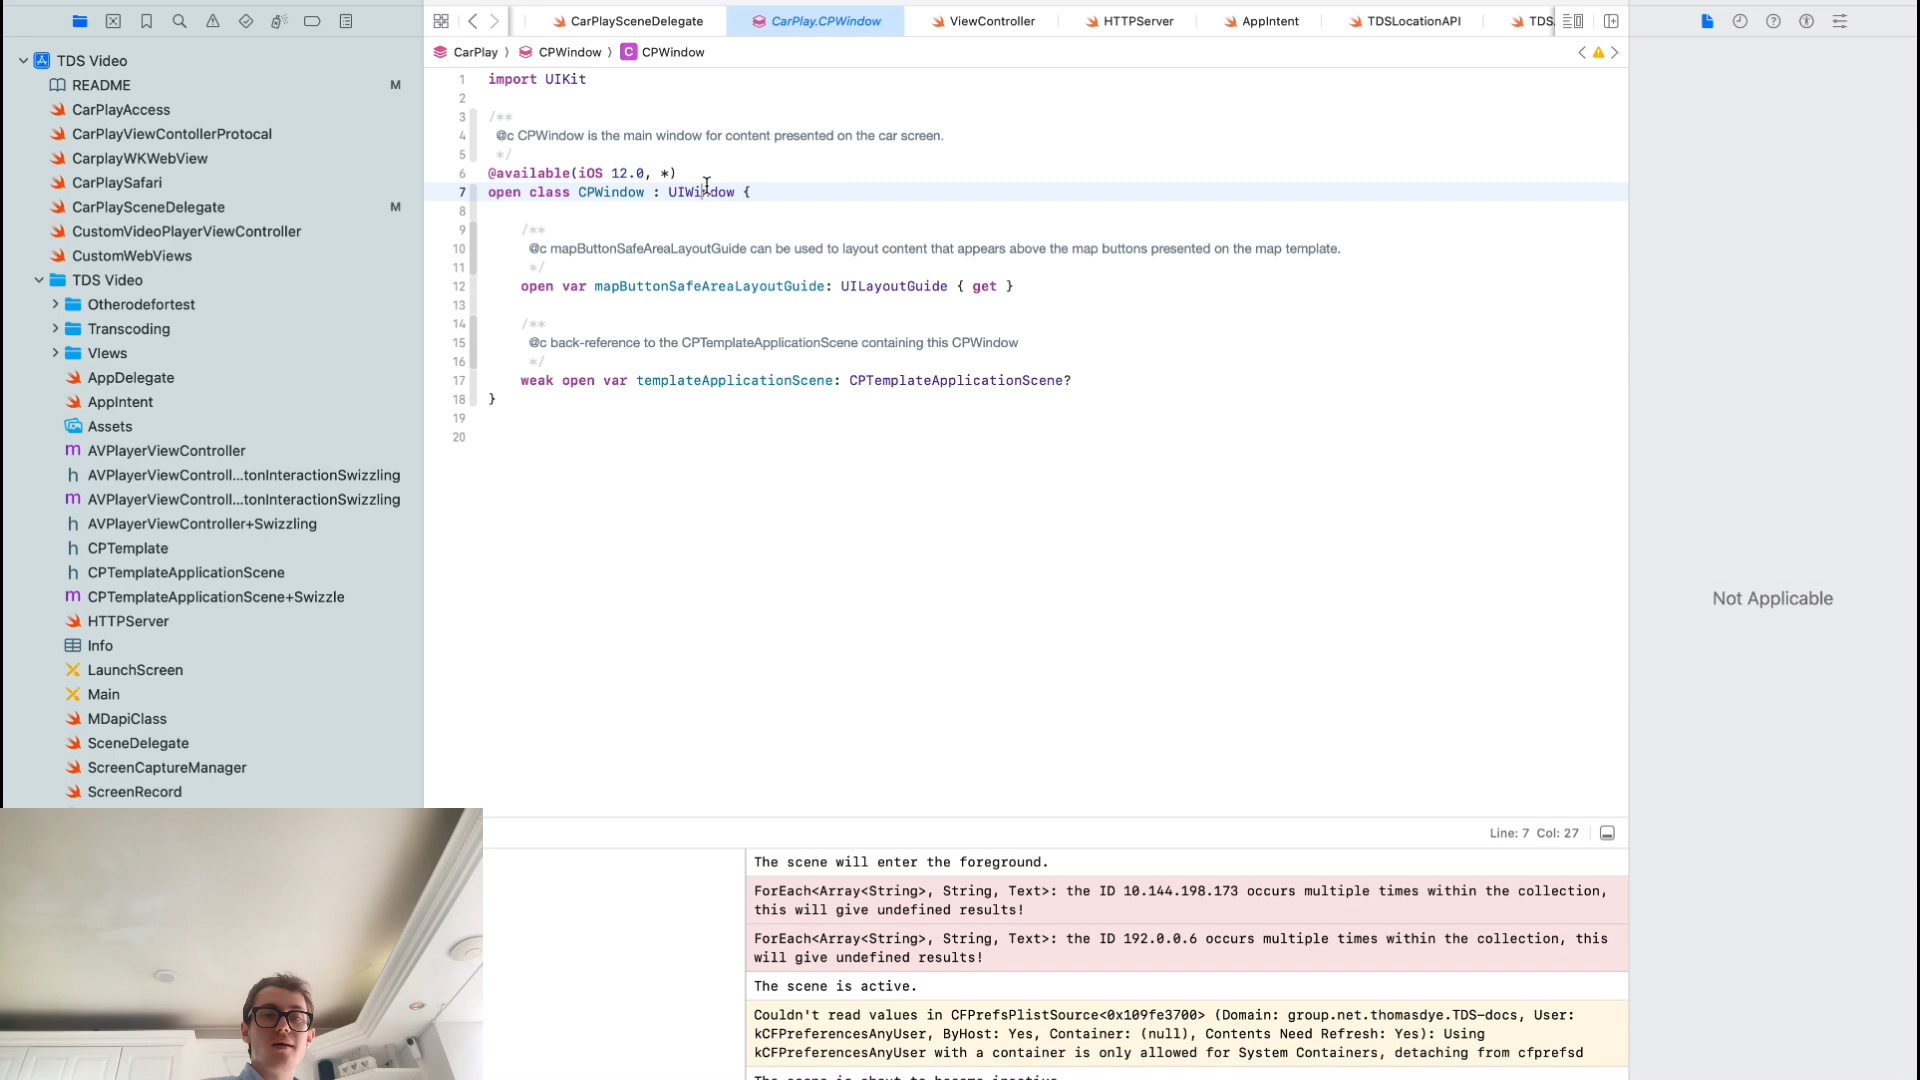 CarPlaySceneDelegate
CarPlay.CPWindow
ViewController
HTTPServer
AppIntent
TDSLocationAPI
TDS
CarPlay 〉 CPWindow 〉 C CPWindow
TDS Video
README M
CarPlayAccess
CarPlayViewContollerProtocal
CarplayWKWebView
CarPlaySafari
CarPlaySceneDelegate M
CustomVideoPlayerViewController
CustomWebViews
TDS Video
Otherodefortest
Transcoding
Views
AppDelegate
AppIntent
Assets
m AVPlayerViewController
h AVPlayerViewControll...tonInteractionSwizzling
m AVPlayerViewControll...tonInteractionSwizzling
h AVPlayerViewController+Swizzling
h CPTemplate
h CPTemplateApplicationScene
m CPTemplateApplicationScene+Swizzle
HTTPServer
Info
LaunchScreen
Main
MDapiClass
SceneDelegate
ScreenCaptureManager
ScreenRecord
1 import UIKit
2
3 /**
4 @c CPWindow is the main window for content presented on the car screen.
5 */
6 @available(iOS 12.0, *)
7 open class CPWindow : UIWindow {
8
9 /**
10 @c mapButtonSafeAreaLayoutGuide can be used to layout content that appears above the map buttons presented on the map template.
11 */
12 open var mapButtonSafeAreaLayoutGuide: UILayoutGuide { get }
13
14 /**
15 @c back-reference to the CPTemplateApplicationScene containing this CPWindow
16 */
17 weak open var templateApplicationScene: CPTemplateApplicationScene?
18 }
19
20
Not Applicable
Line: 7 Col: 27
The scene will enter the foreground.
ForEach<Array<String>, String, Text>: the ID 10.144.198.173 occurs multiple times within the collection,
this will give undefined results!
ForEach<Array<String>, String, Text>: the ID 192.0.0.6 occurs multiple times within the collection, this
will give undefined results!
The scene is active.
Couldn't read values in CFPrefsPlistSource<0x109fe3700> (Domain: group.net.thomasdye.TDS-docs, User:
kCFPreferencesAnyUser, ByHost: Yes, Container: (null), Contents Need Refresh: Yes): Using
kCFPreferencesAnyUser with a container is only allowed for System Containers, detaching from cfprefsd
The scene is about to become inactive